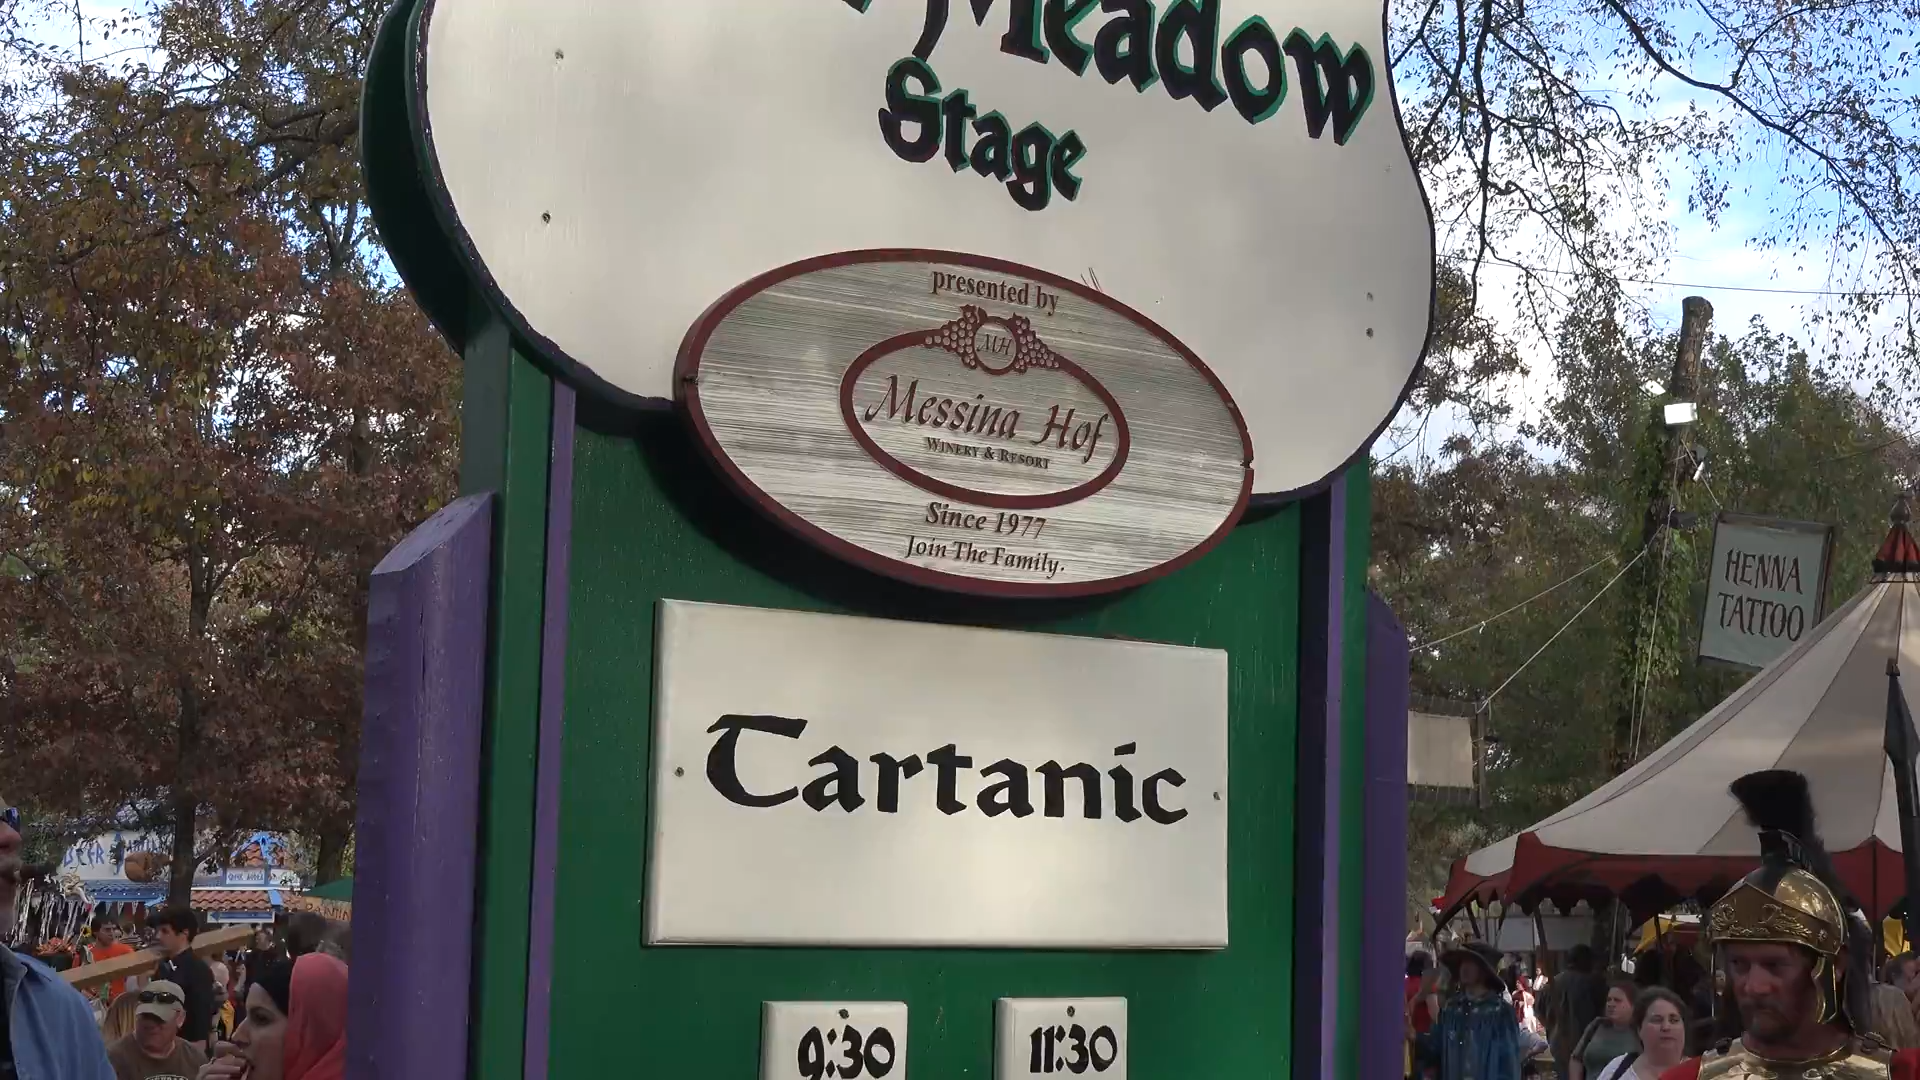 Meadow
Stage
presented by
MH
Messina Hof
WINERY & RESORT
Since 1977
Join The Family.
Tartanic
9:30
11:30
HENNA
TATTOO